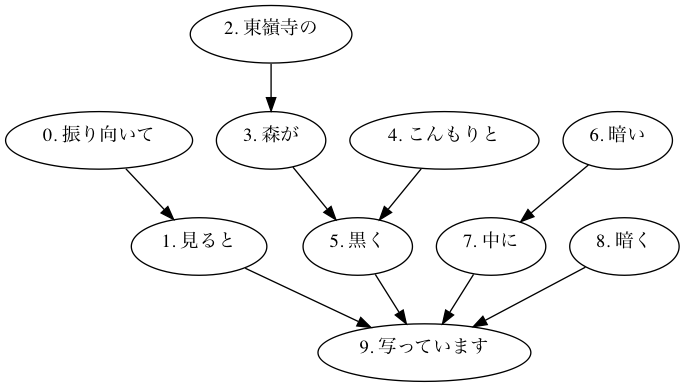 2. 東嶺寺の
0. 振り向いて
3. 森が
4. こんもりと
6. 暗い
1. 見ると
5. 黒く
7. 中に
8. 暗く
9. 写っています